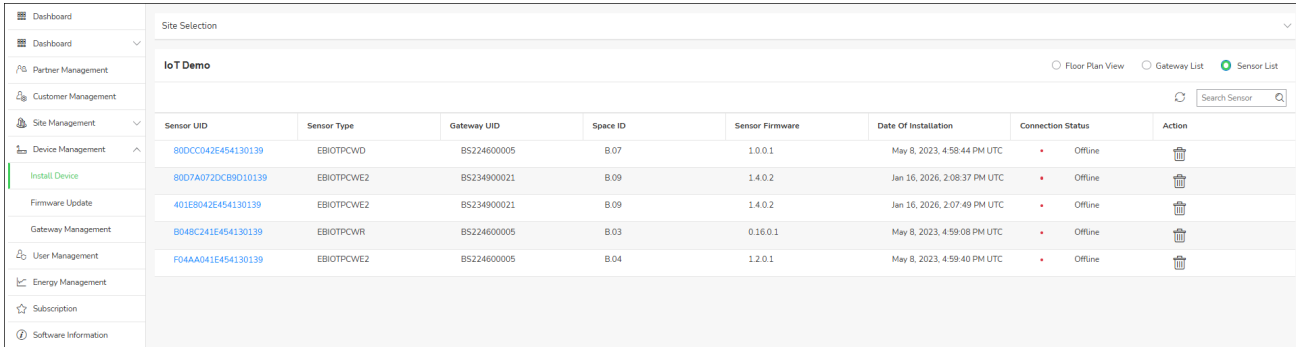 Dashboard
Dashboard
Partner Management
Customer Management
Site Management
Device Management
Install Device
Firmware Update
Gateway Management
User Management
Energy Management
Subscription
Software Information
Site Selection
IoT Demo
Floor Plan View Gateway List Sensor List
Search Sensor
Sensor UID Sensor Type Gateway UID Space ID Sensor Firmware Date Of Installation Connection Status Action
80DCC042E454130139 EBIOTPCWD BS224600005 B.07 1.0.0.1 May 8, 2023, 4:58:44 PM UTC Offline
80D7A072DCB9D10139 EBIOTPCWE2 BS234900021 B.09 1.4.0.2 Jan 16, 2026, 2:08:37 PM UTC Offline
401E8042E454130139 EBIOTPCWE2 BS234900021 B.09 1.4.0.2 Jan 16, 2026, 2:07:49 PM UTC Offline
B048C241E454130139 EBIOTPCWR BS224600005 B.03 0.16.0.1 May 8, 2023, 4:59:08 PM UTC Offline
F04AA041E454130139 EBIOTPCWE2 BS224600005 B.04 1.2.0.1 May 8, 2023, 4:59:40 PM UTC Offline